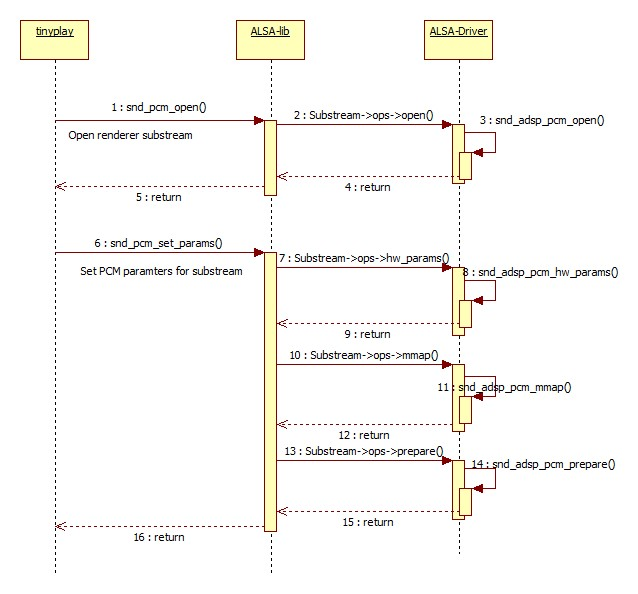 tinyplay
ALSA-lib
ALSA-Driver
1 : snd_pcm_open()
2 : Substream->ops->open()
3 : snd_adsp_pcm_open()
Open renderer substream
4 : return
5 : return
6 : snd_pcm_set_params()
7 : Substream->ops->hw_params()
8 : snd_adsp_pcm_hw_params()
Set PCM paramters for substream
9 : return
10 : Substream->ops->mmap()
11 : snd_adsp_pcm_mmap()
12 : return
13 : Substream->ops->prepare()
14 : snd_adsp_pcm_prepare()
15 : return
16 : return